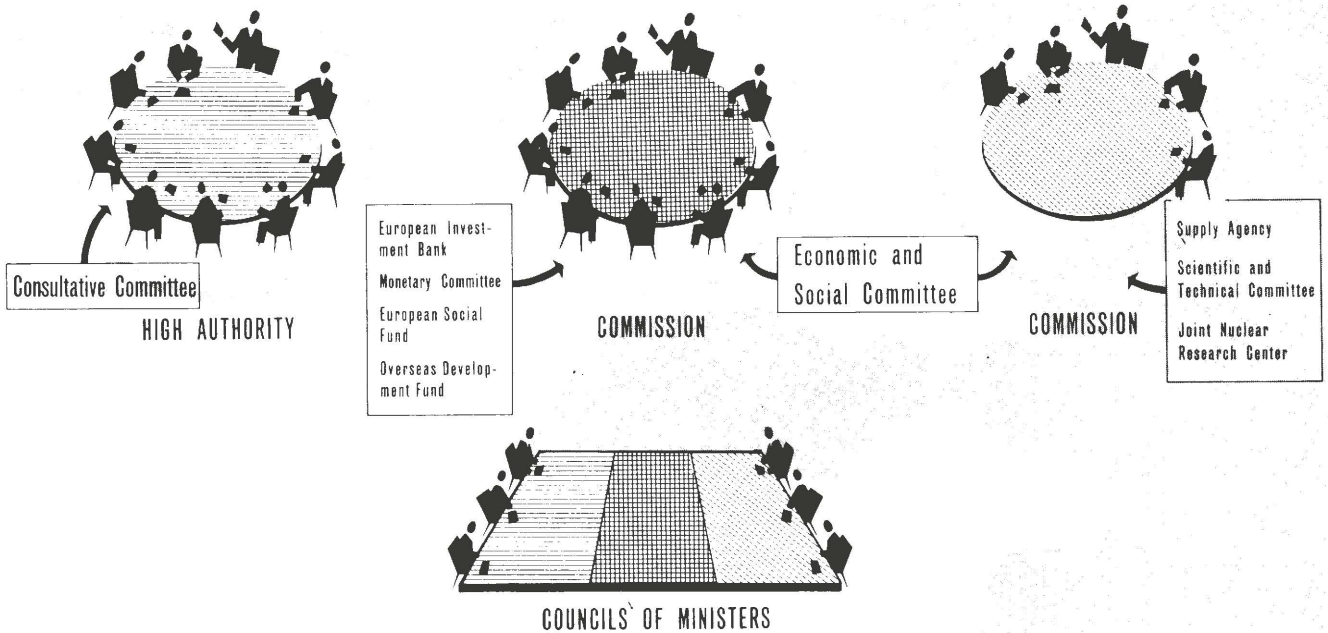 Consultative Committee
HIGH AUTHORITY
European Invest-
ment Bank
Monetary Committee
European Social
Fund
Overseas Develop-
ment Fund
COMMISSION
Economic and
Social Committee
COMMISSION
Supply Agency
Scientific and
Technical Committee
Joint Nuclear
Research Center
COUNCILS OF MINISTERS